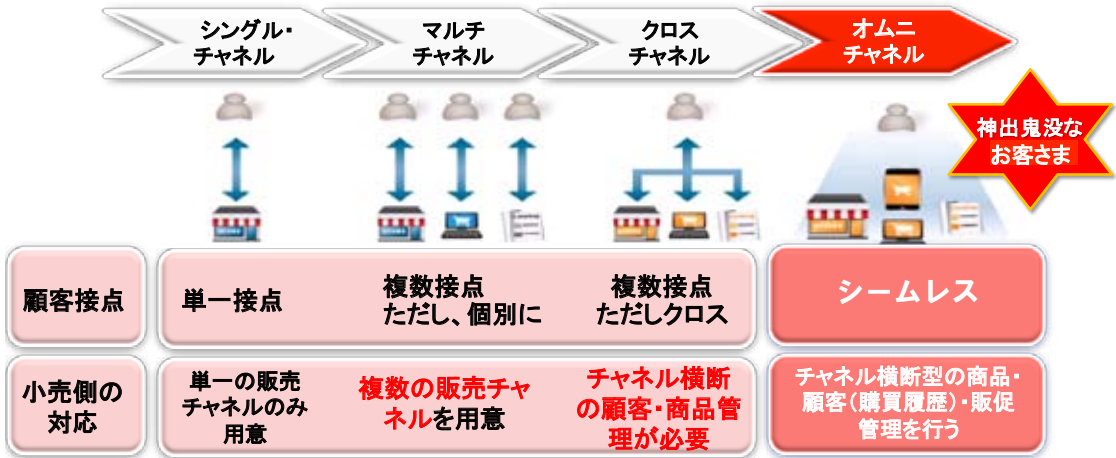 シングル・
チャネル
マルチ
チャネル
クロス
チャネル
オムニ
チャネル
神出鬼没な
お客さま
顧客接点
単一接点
複数接点
ただし、個別に
複数接点
ただしクロス
シームレス
小売側の
対応
単一の販売
チャネルのみ
用意
複数の販売チャ
ネルを用意
チャネル横断
の顧客・商品管
理が必要
チャネル横断型の商品・
顧客(購買履歴)・販促
管理を行う